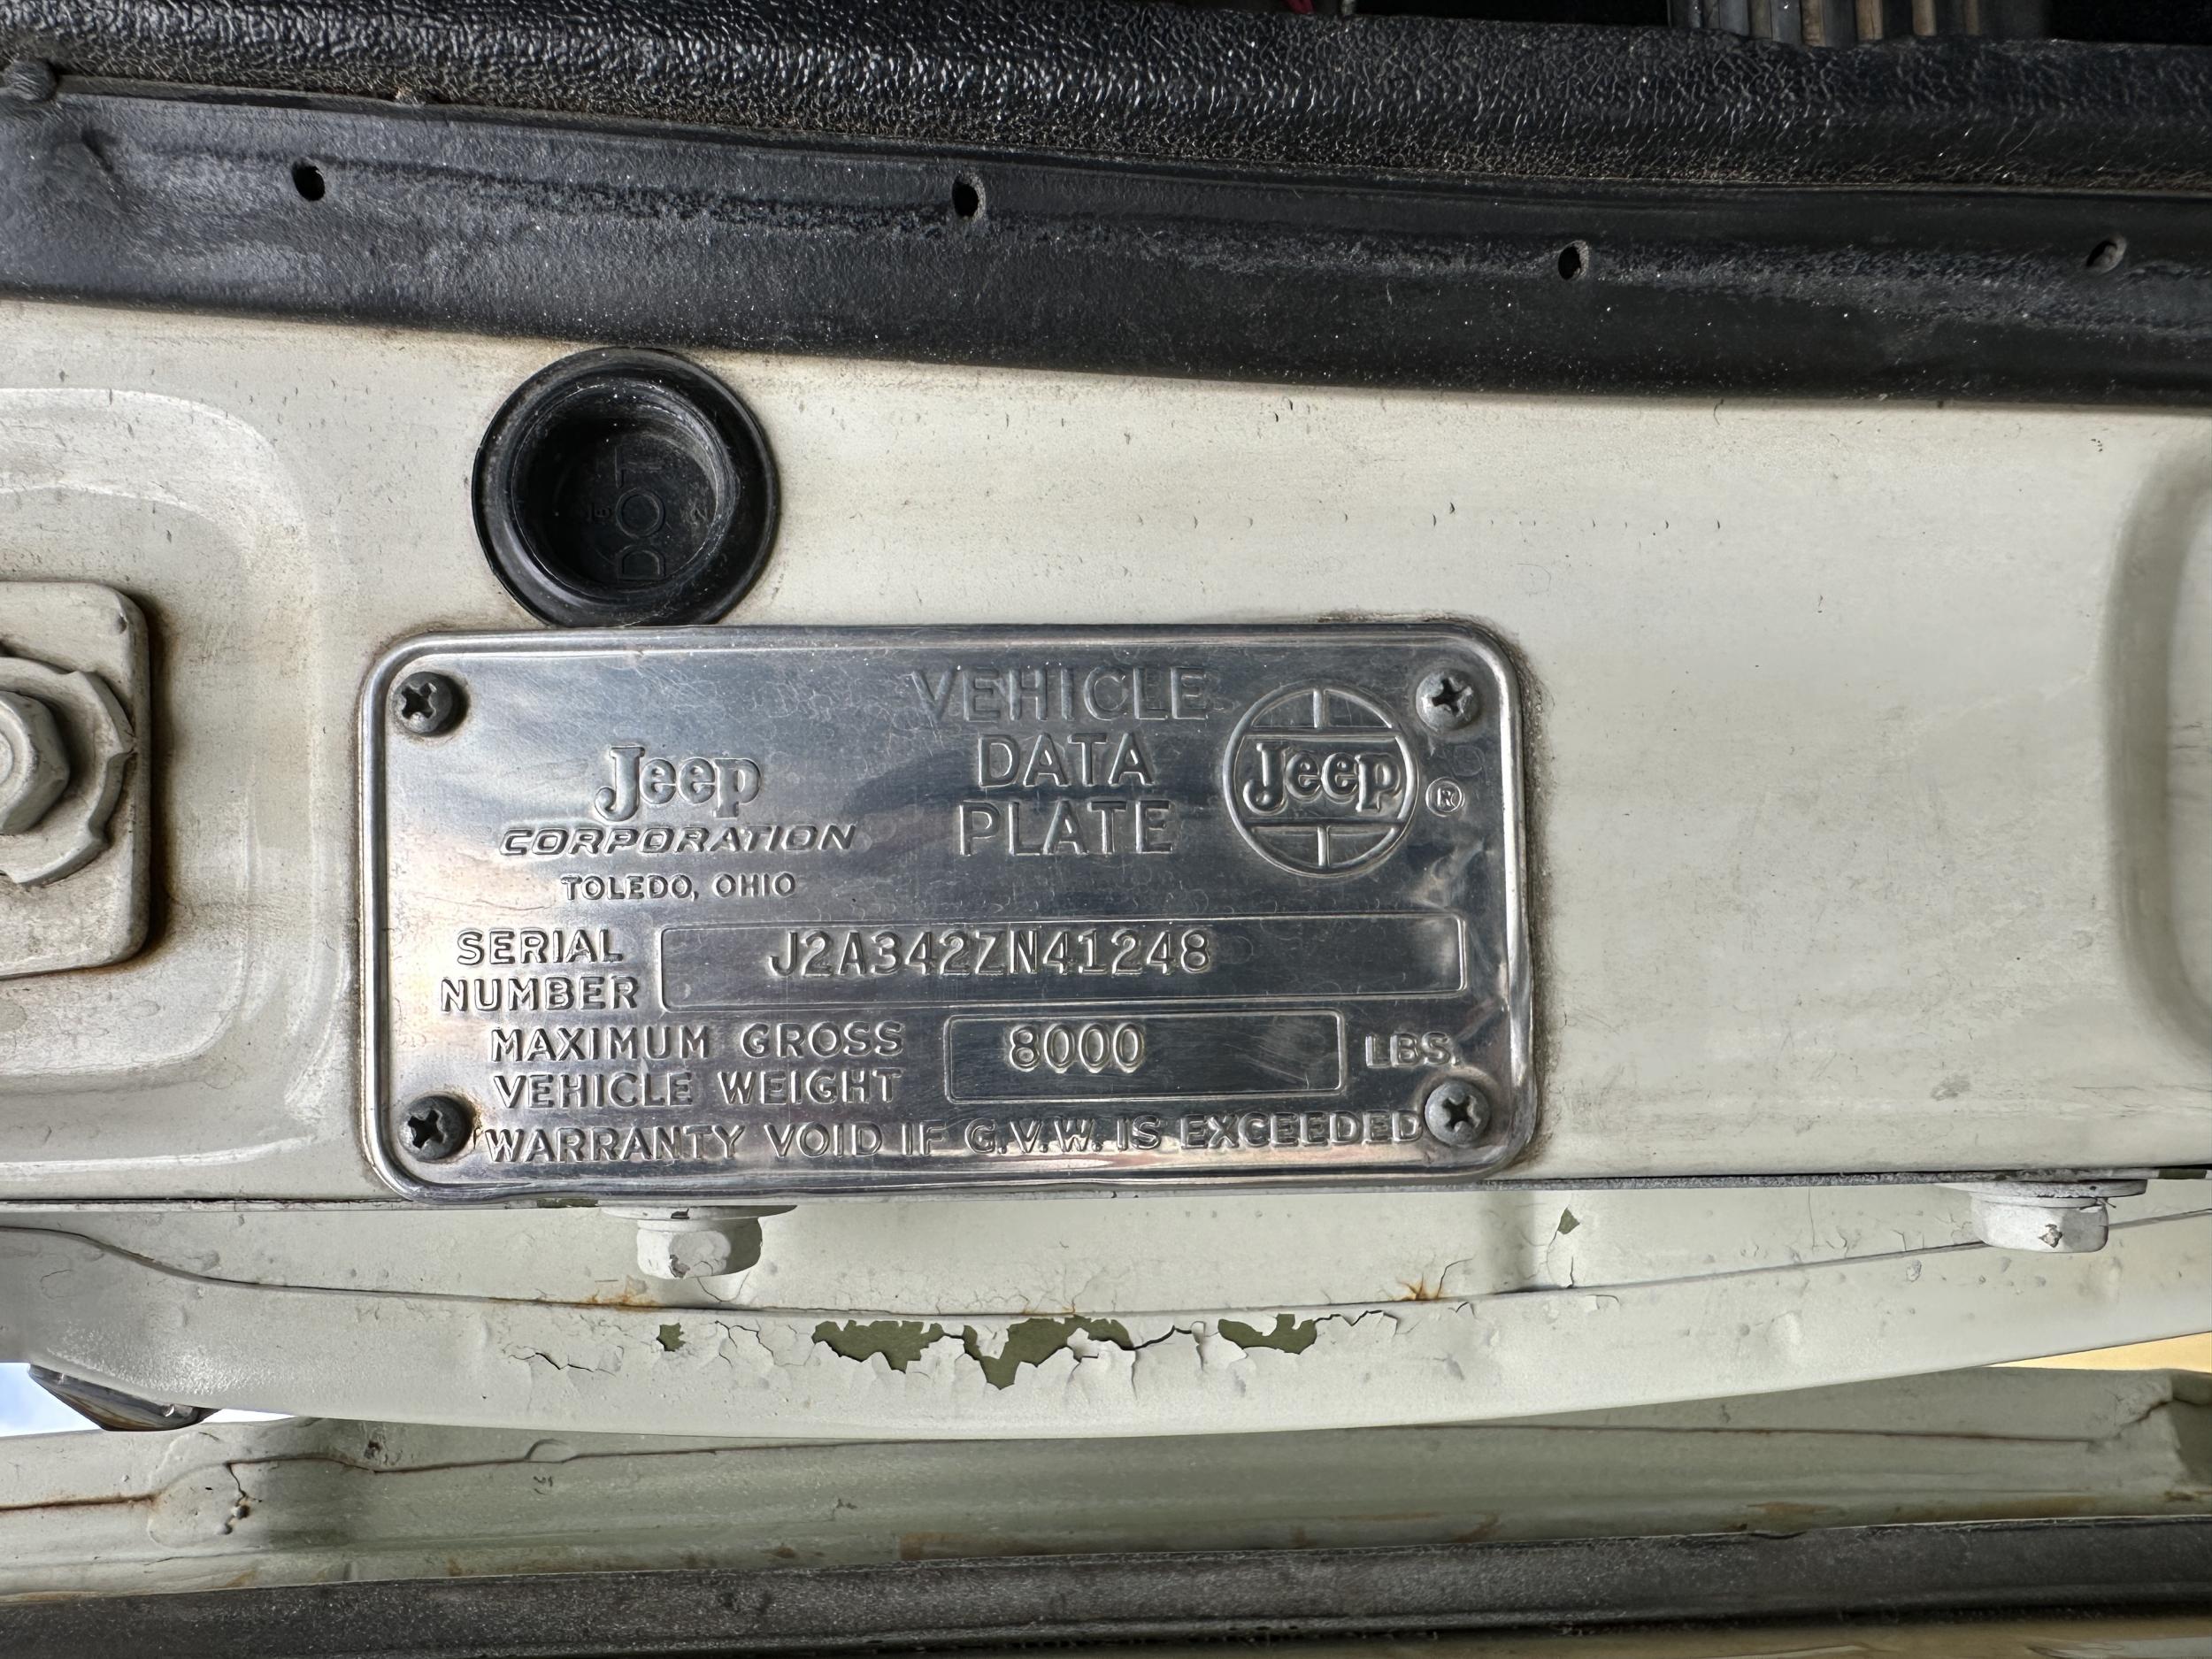 DOT
VEHICLE
DATA
PLATE
Jeep
CORPORATION
TOLEDO, OHIO
Jeep ®
SERIAL
NUMBER
J2A342ZN41248
MAXIMUM GROSS
VEHICLE WEIGHT
8000 LBS.
WARRANTY VOID IF G.V.W. IS EXCEEDED